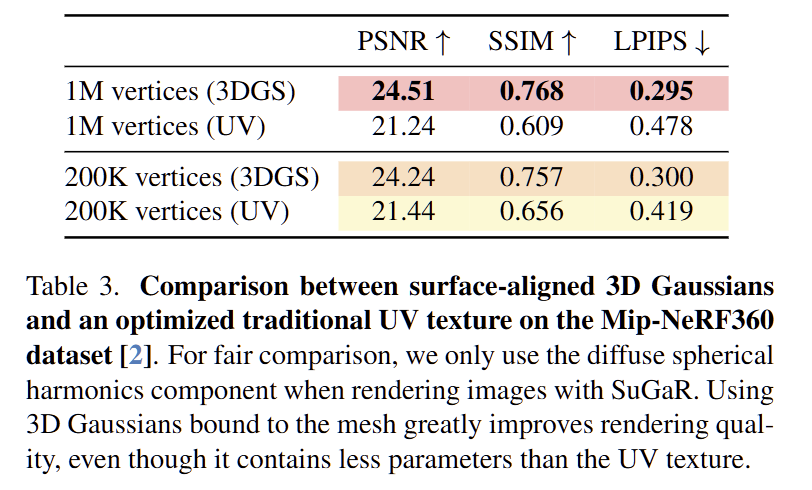 PSNR ↑ SSIM ↑ LPIPS ↓
1M vertices (3DGS) 24.51 0.768 0.295
1M vertices (UV) 21.24 0.609 0.478
200K vertices (3DGS) 24.24 0.757 0.300
200K vertices (UV) 21.44 0.656 0.419
Table 3. Comparison between surface-aligned 3D Gaussians
and an optimized traditional UV texture on the Mip-NeRF360
dataset [2]. For fair comparison, we only use the diffuse spherical
harmonics component when rendering images with SuGaR. Using
3D Gaussians bound to the mesh greatly improves rendering qual-
ity, even though it contains less parameters than the UV texture.